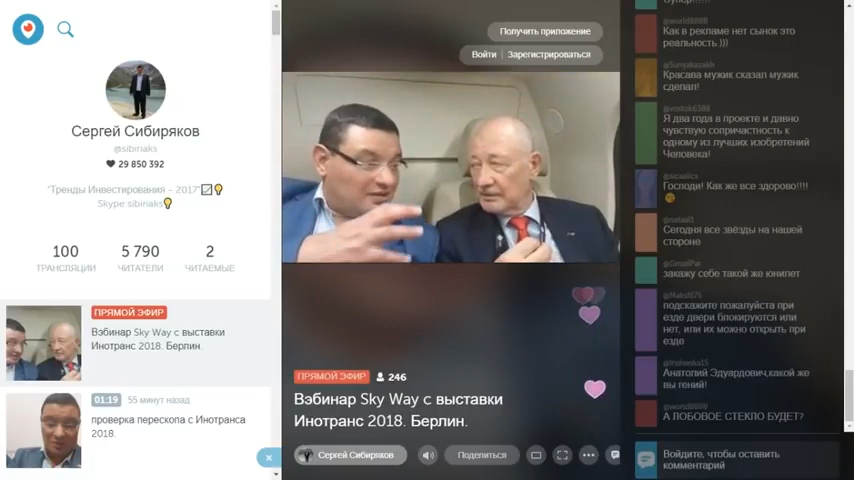 Сергей Сибиряков
@sibiriaks
29 850 392
"Тренды Инвестирования - 2017"
Skype:sibiriaks
100
5 790
2
ТРАНСЛЯЦИИ
ЧИТАТЕЛИ
ЧИТАЕМЫЕ
ПРЯМОЙ ЭФИР
Вэбинар Sky Way с выставки
Инотранс 2018. Берлин.
01:19
55 минут назад
проверка перескопа с Инотранса
2018.
Получить приложение
Войти | Зарегистрироваться
ПРЯМОЙ ЭФИР
246
Вэбинар Sky Way с выставки
Инотранс 2018. Берлин.
Сергей Сибиряков
Поделиться
Как в рекламе нет сынок это
реальность )))
@Sunyakazakh
Красава мужик сказал мужик
сделал!
@vostok6388
Я два года в проекте и давно
чувствую сопричастность к
одному из лучших изобретений
Человека!
Господи! Как же все здорово!!!!
Сегодня все звёзды на нашей
стороне
закажу себе такой же юнилет
подскажите пожалуйста при
езде двери блокируются или
нет, или их можно открыть при
езде
@Irishenka15
Анатолий Эдуардович,какой же
вы гений!
А ЛОБОВОЕ СТЕКЛО БУДЕТ?
Войдите, чтобы оставить
комментарий